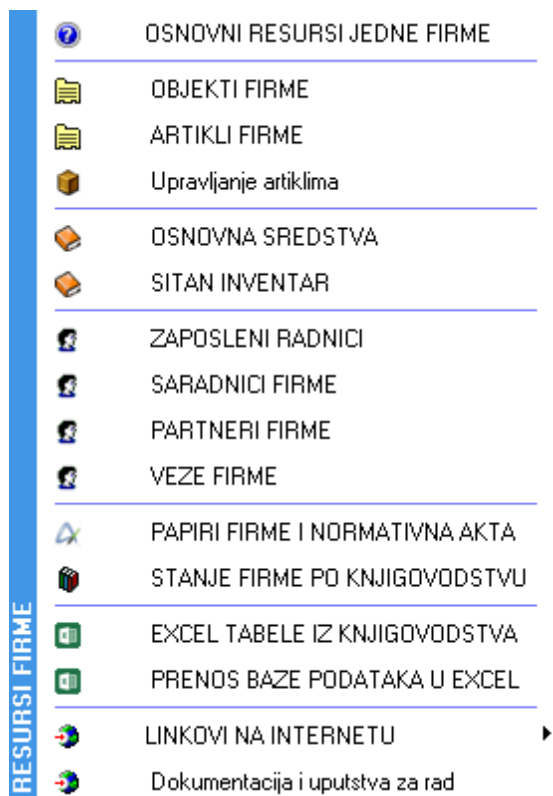 OSNOVNI RESURSI JEDNE FIRME
OBJEKTI FIRME
ARTIKLI FIRME
Upravljanje artiklima
OSNOVNA SREDSTVA
SITAN INVENTAR
ZAPOSLENI RADNICI
SARADNICI FIRME
PARTNERI FIRME
VEZE FIRME
PAPIRI FIRME I NORMATIVNA AKTA
STANJE FIRME PO KNJIGOVODSTVU
EXCEL TABELE IZ KNJIGOVODSTVA
PRENOS BAZE PODATAKA U EXCEL
LINKOVI NA INTERNETU
Dokumentacija i uputstva za rad
RESURSI FIRME